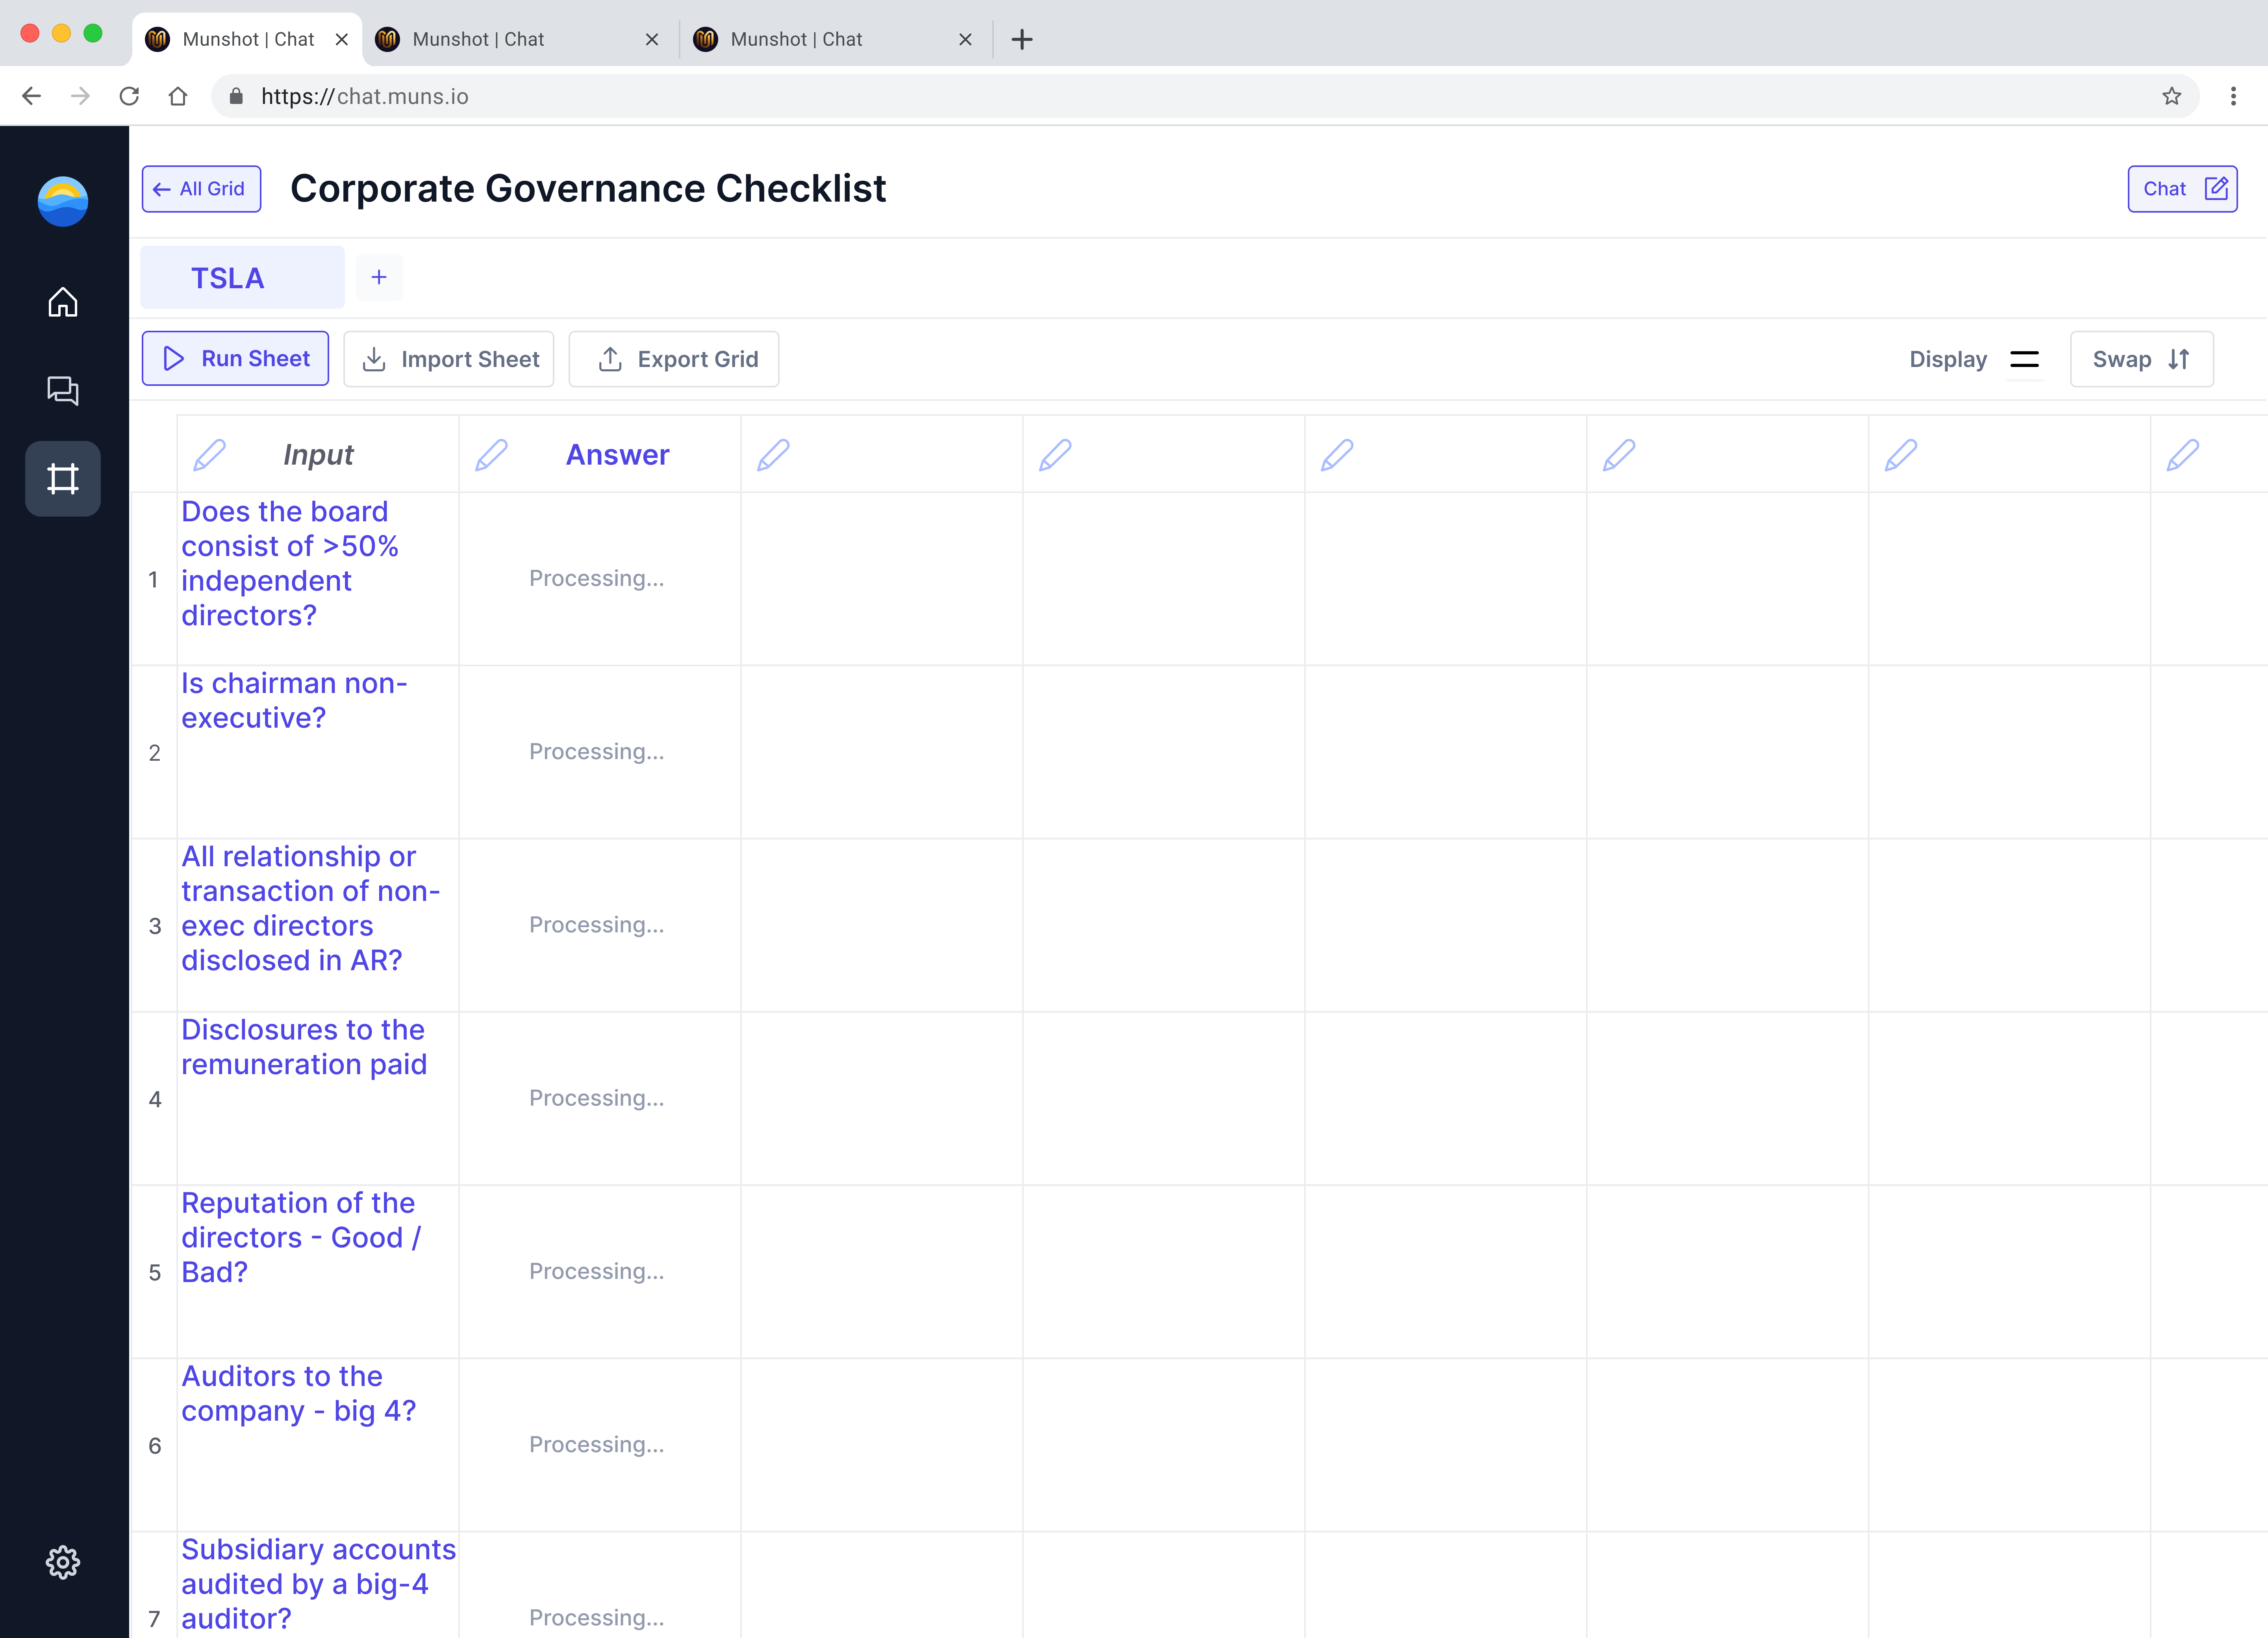 Munshot | Chat
Munshot | Chat
Munshot | Chat
https://chat.muns.io
All Grid
Corporate Governance Checklist
Chat
TSLA
Run Sheet
Import Sheet
Export Grid
Display
Swap
Input
Answer
1
Does the board
consist of >50%
independent
directors?
Processing...
2
Is chairman non-
executive?
Processing...
3
All relationship or
transaction of non-
exec directors
disclosed in AR?
Processing...
4
Disclosures to the
remuneration paid
Processing...
5
Reputation of the
directors - Good /
Bad?
Processing...
6
Auditors to the
company - big 4?
Processing...
7
Subsidiary accounts
audited by a big-4
auditor?
Processing...